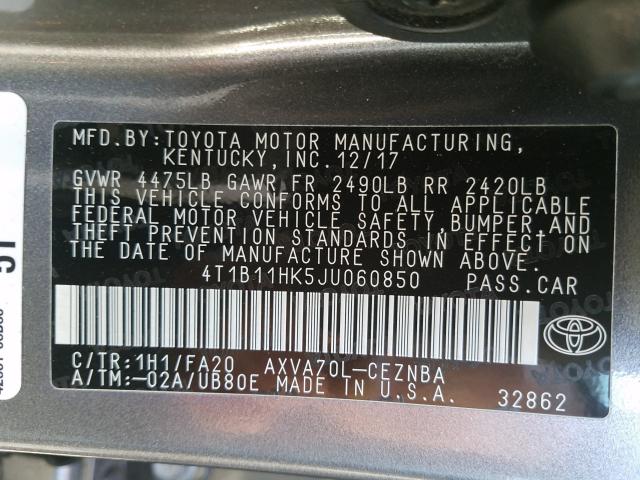 MFD.BY:TOYOTA MOTOR MANUFACTURING,
KENTUCKY,INC.12/17
GVWR 4475LB GAWR FR 2490LB RR 2420LB
THIS VEHICLE CONFORMS TO ALL APPLICABLE
FEDERAL MOTOR VEHICLE SAFETY,BUMPER,AND
THEFT PREVENTION STANDARDS IN EFFECT ON
THE DATE OF MANUFACTURE SHOWN ABOVE.
4T1B11HK5JU060850 PASS.CAR
C/TR:1H1/FA20 AXVA70L-CEZNBA
A/TM:-02A/UB80E MADE IN U.S.A. 32862